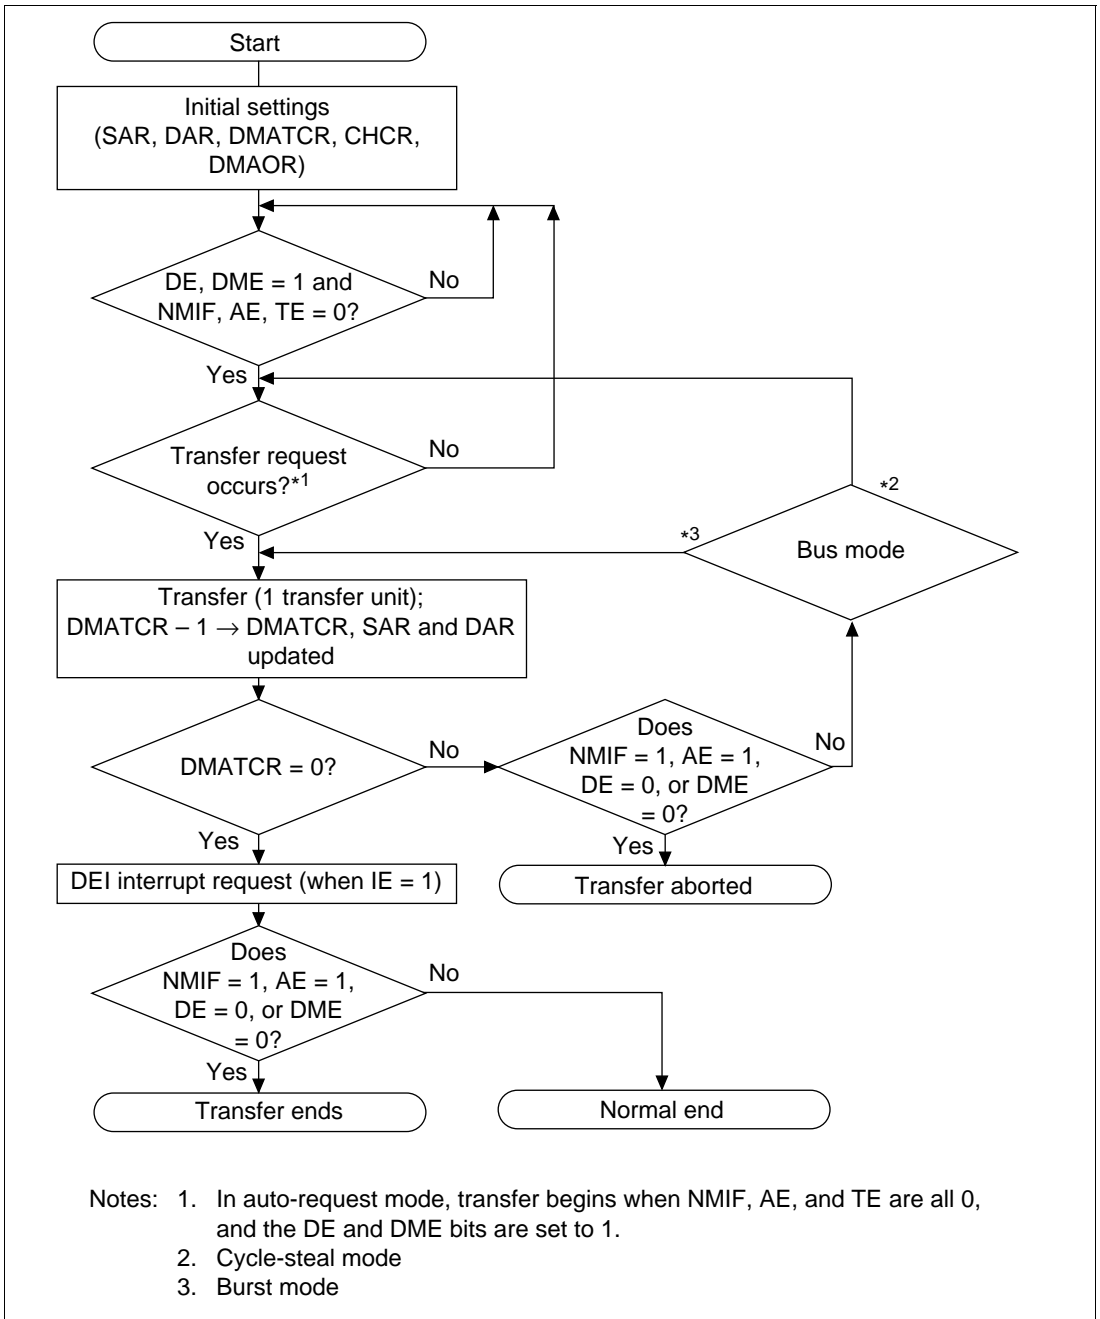 Start
Initial settings
(SAR, DAR, DMATCR, CHCR,
DMAOR)
DE, DME = 1 and
NMIF, AE, TE = 0?
No
Yes
Transfer request
occurs?*1
No
Yes
*2
*3
Bus mode
Transfer (1 transfer unit);
DMATCR – 1 → DMATCR, SAR and DAR
updated
DMATCR = 0?
No
Does
NMIF = 1, AE = 1,
DE = 0, or DME
= 0?
No
Yes
Transfer aborted
Yes
DEI interrupt request (when IE = 1)
Does
NMIF = 1, AE = 1,
DE = 0, or DME
= 0?
No
Yes
Transfer ends
Normal end
Notes: 1. In auto-request mode, transfer begins when NMIF, AE, and TE are all 0,
and the DE and DME bits are set to 1.
2. Cycle-steal mode
3. Burst mode